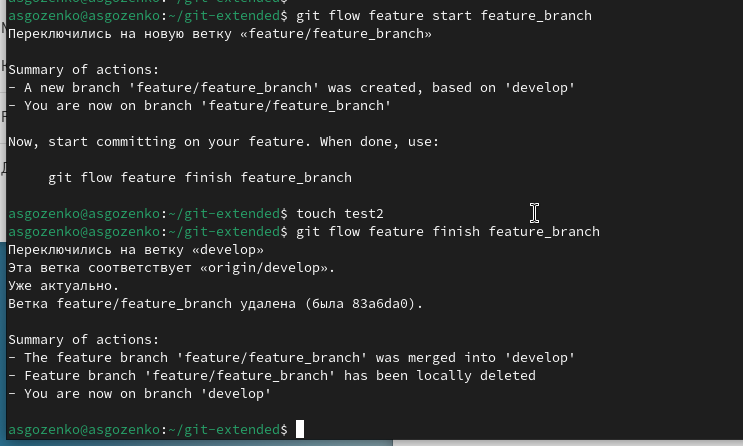 asgozenko@asgozenko:~/git-extended$ git flow feature start feature_branch
Переключились на новую ветку «feature/feature_branch»
Summary of actions:
- A new branch 'feature/feature_branch' was created, based on 'develop'
- You are now on branch 'feature/feature_branch'
Now, start committing on your feature. When done, use:
git flow feature finish feature_branch
asgozenko@asgozenko:~/git-extended$ touch test2
asgozenko@asgozenko:~/git-extended$ git flow feature finish feature_branch
Переключились на ветку «develop»
Эта ветка соответствует «origin/develop».
Уже актуально.
Ветка feature/feature_branch удалена (была 83a6da0).
Summary of actions:
- The feature branch 'feature/feature_branch' was merged into 'develop'
- Feature branch 'feature/feature_branch' has been locally deleted
- You are now on branch 'develop'
asgozenko@asgozenko:~/git-extended$